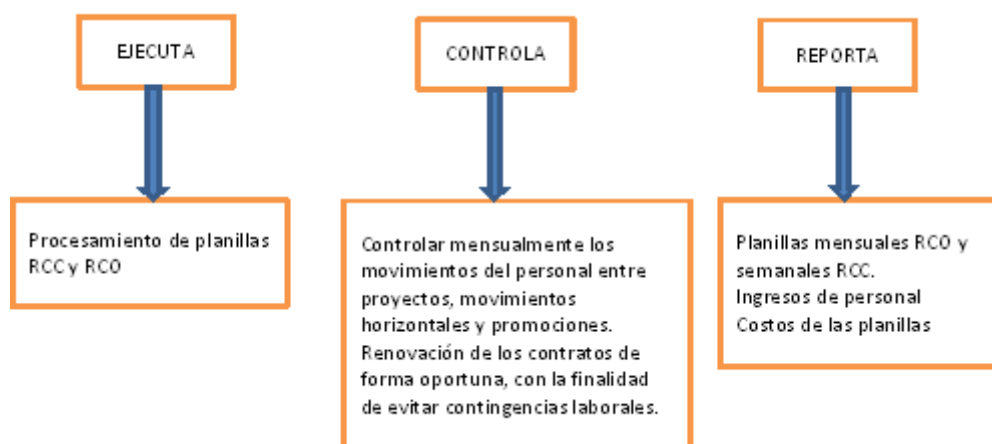 EJECUTA
CONTROLA
REPORTA
Procesamiento de planillas
RCC y RCO
Controlar mensualmente los
movimientos del personal entre
proyectos, movimientos
horizontales y promociones.
Renovación de los contratos de
forma oportuna, con la finalidad
de evitar contingencias laborales.
Planillas mensuales RCO y
semanales RCC.
Ingresos de personal
Costos de las planillas